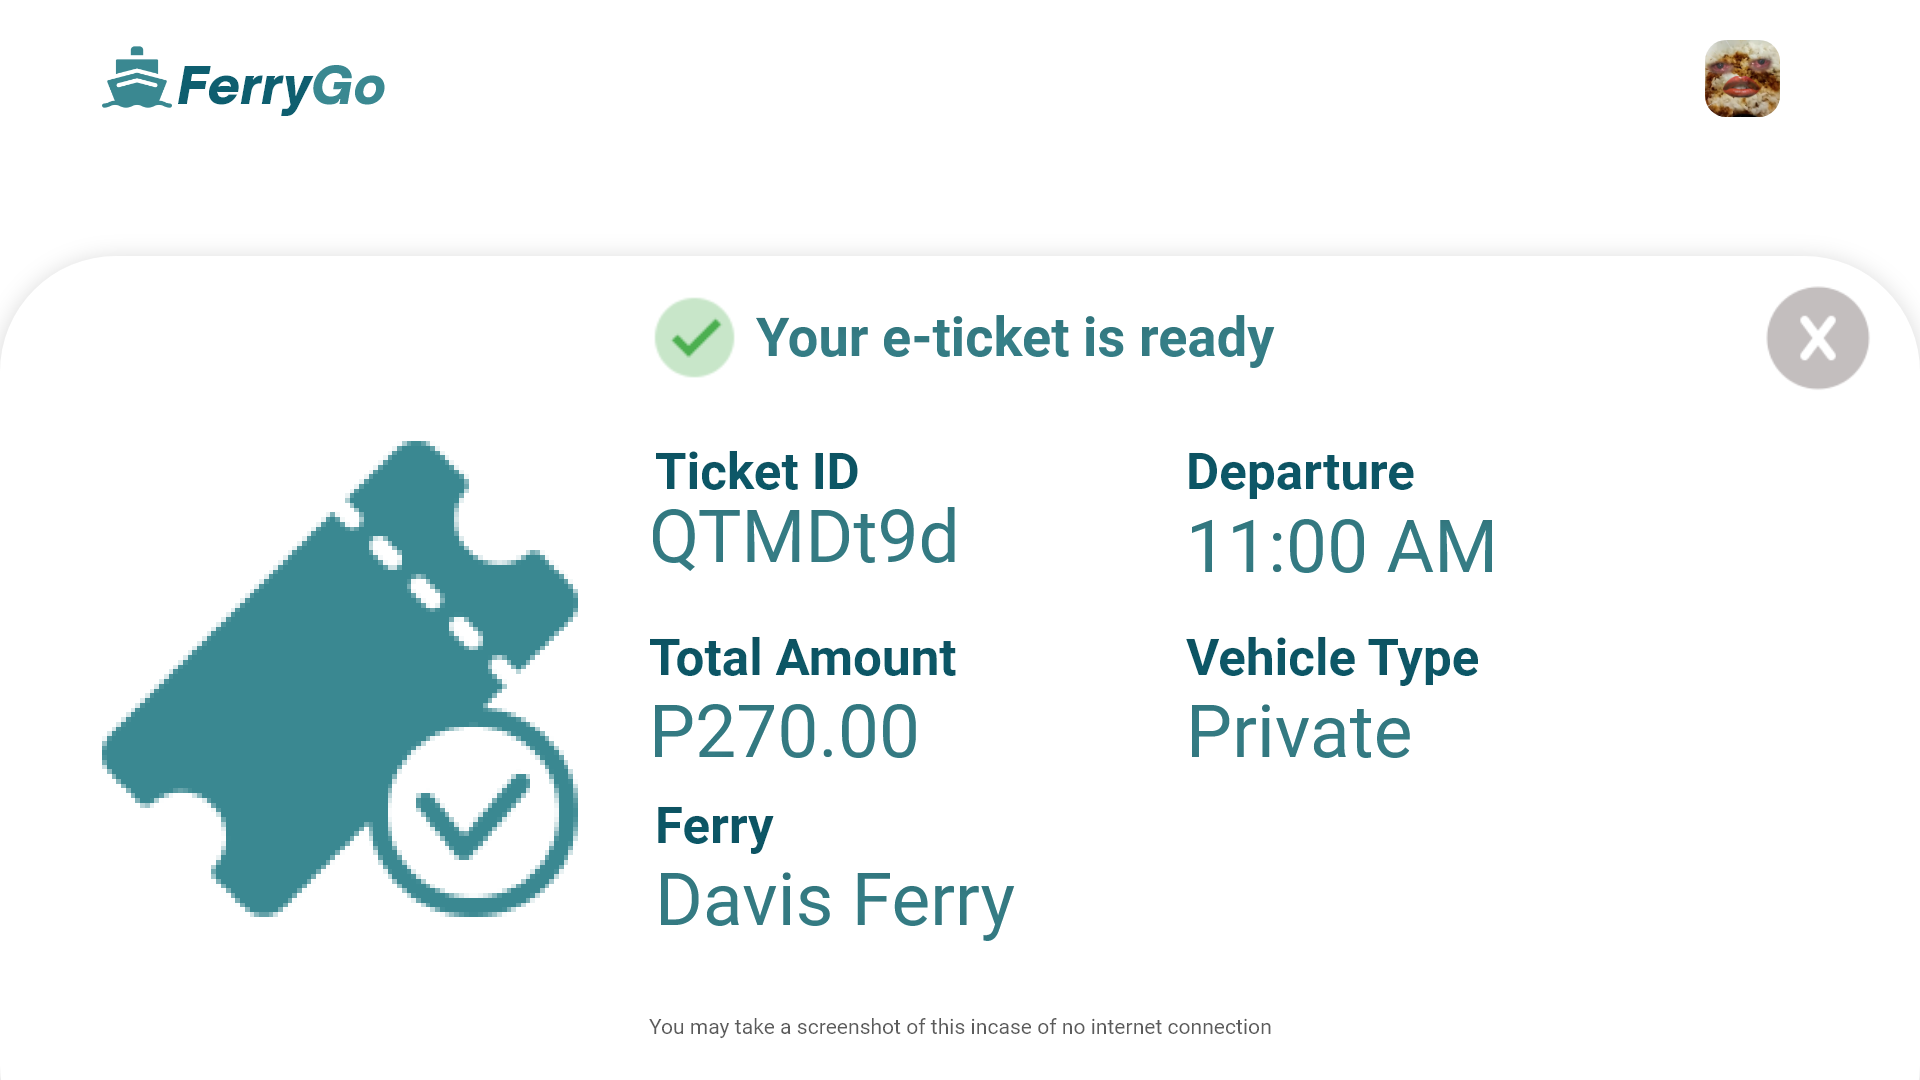 FerryGo
Your e-ticket is ready
X
Ticket ID
QTMDt9d
Departure
11:00 AM
Total Amount
P270.00
Vehicle Type
Private
Ferry
Davis Ferry
You may take a screenshot of this incase of no internet connection